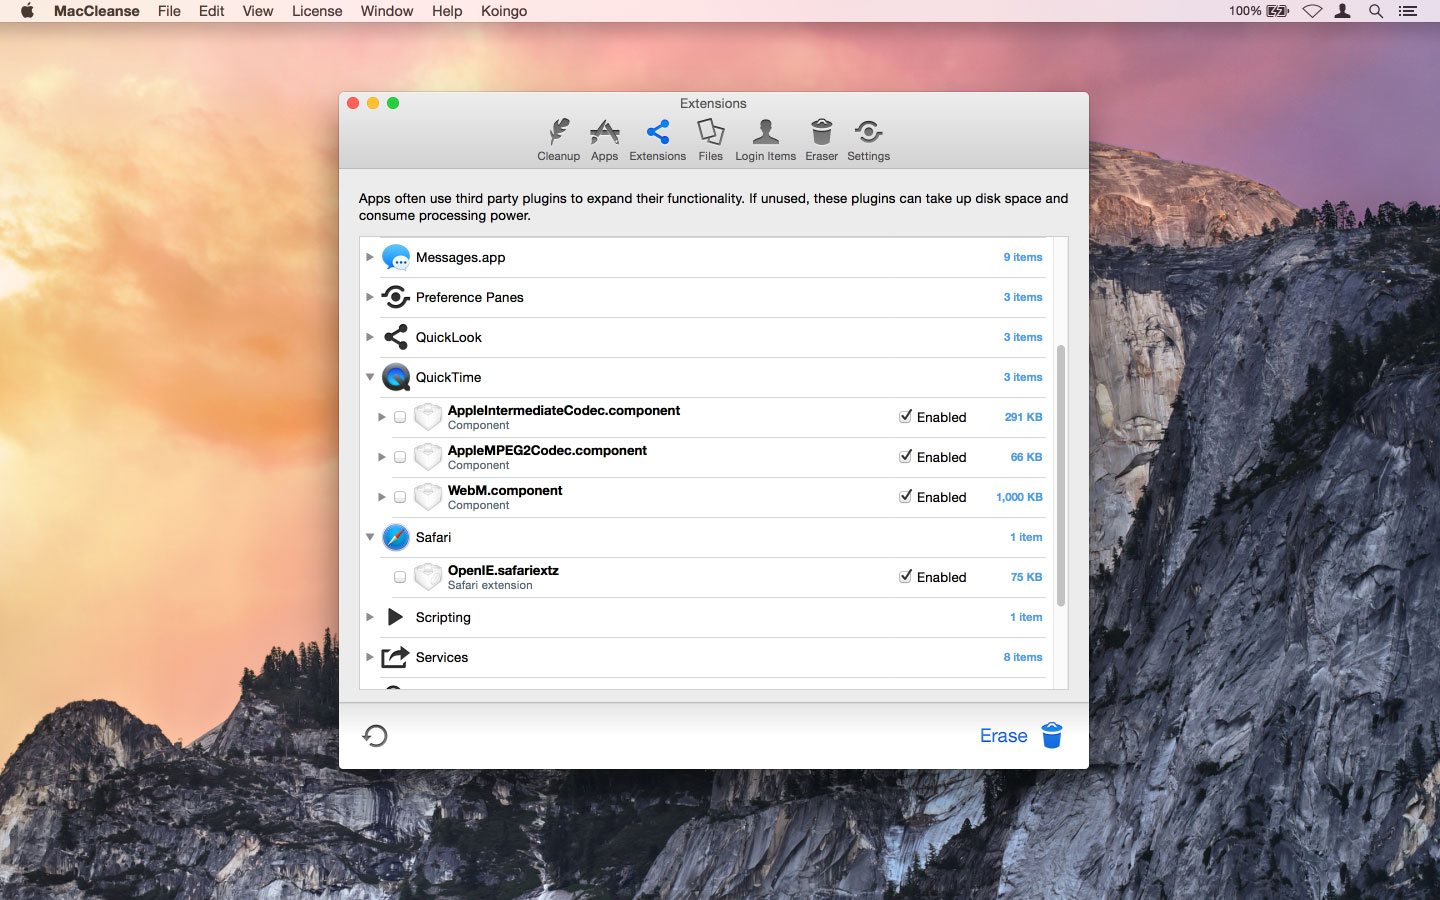 MacCleanse File Edit View License Window Help Koingo 100%
Extensions
Cleanup Apps Extensions Files Login Items Eraser Settings
Apps often use third party plugins to expand their functionality. If unused, these plugins can take up disk space and
consume processing power.
Messages.app 9 items
Preference Panes 3 items
QuickLook 3 items
QuickTime 3 items
AppleIntermediateCodec.component Enabled 291 KB
Component
AppleMPEG2Codec.component Enabled 66 KB
Component
WebM.component Enabled 1,000 KB
Component
Safari 1 item
OpenIE.safariextz Enabled 75 KB
Safari extension
Scripting 1 item
Services 8 items
Erase